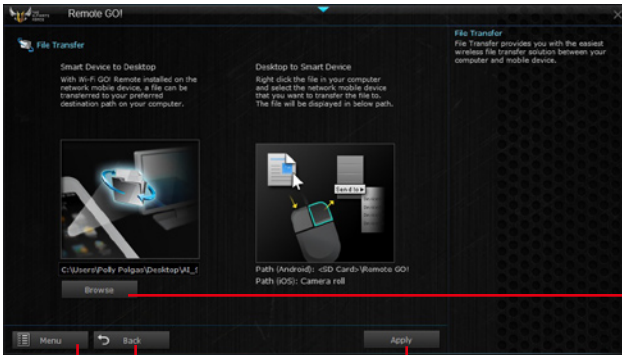 Remote GO!
File Transfer
Smart Device to Desktop
With Wi-Fi GO! Remote installed on the
network mobile device, a file can be
transferred to your preferred
destination path on your computer.
C:\Users\Polly Polgas\Desktop\AI_S
Browse
Desktop to Smart Device
Right click the file in your computer
and select the network mobile device
that you want to transfer the file to.
The file will be displayed in below path.
Send to
Path (Android): <SD Card>\Remote GO!
Path (iOS): Camera roll
File Transfer
File Transfer provides you with the easiest
wireless file transfer solution between your
computer and mobile device.
Menu
Back
Apply